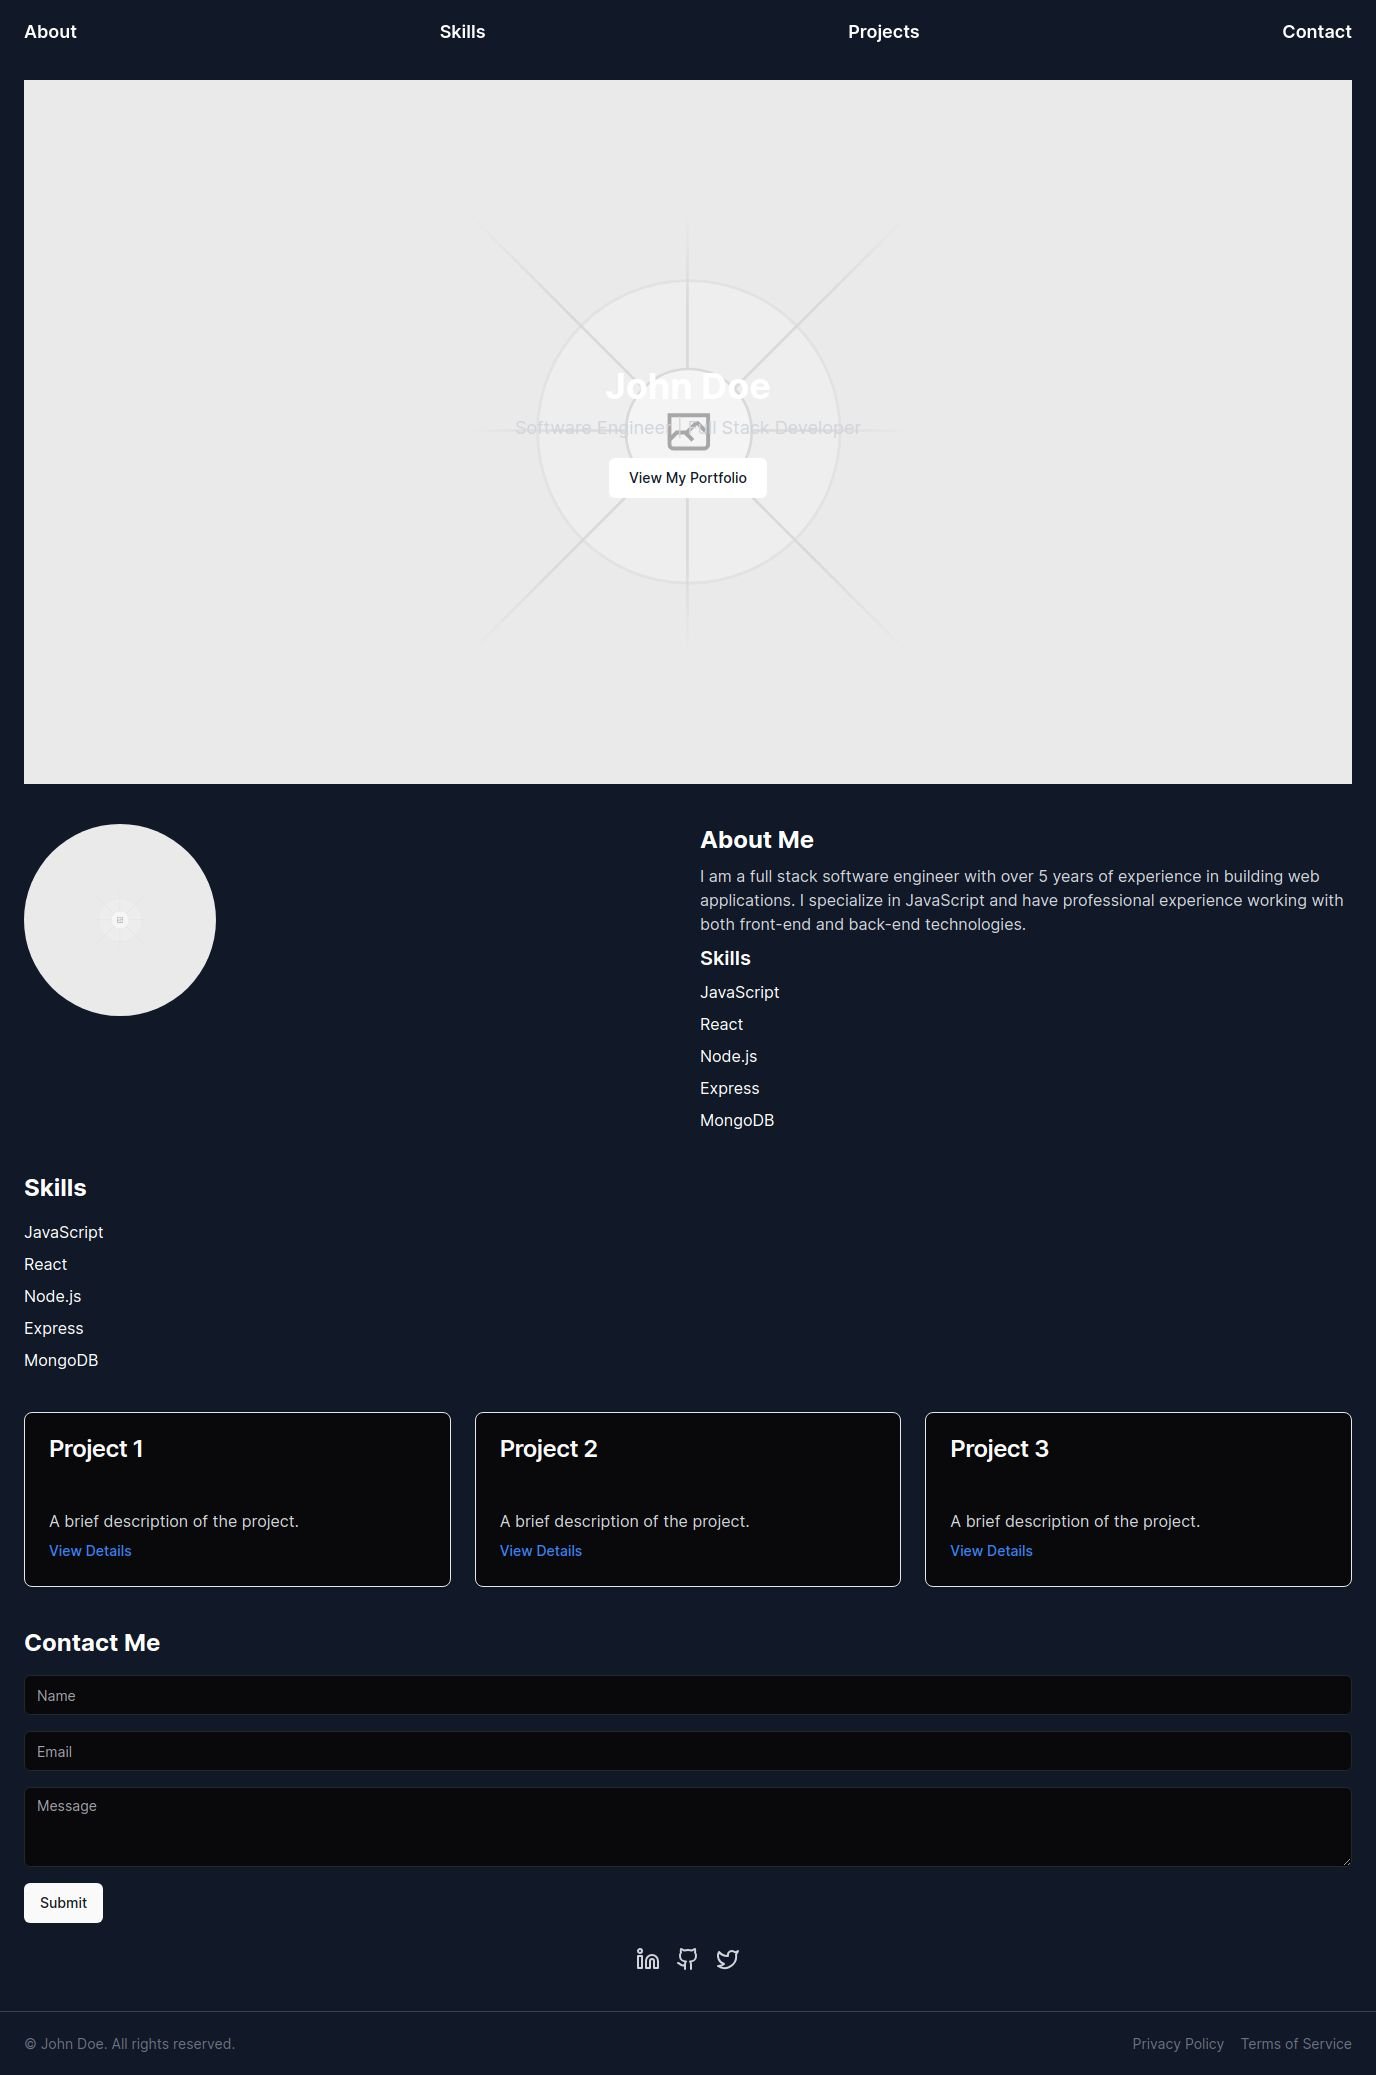 About
Skills
Projects
Contact
John Doe
Software Engineer | Full Stack Developer
View My Portfolio
About Me
I am a full stack software engineer with over 5 years of experience in building web
applications. I specialize in JavaScript and have professional experience working with
both front-end and back-end technologies.
Skills
JavaScript
React
Node.js
Express
MongoDB
Skills
JavaScript
React
Node.js
Express
MongoDB
Project 1
A brief description of the project.
View Details
Project 2
A brief description of the project.
View Details
Project 3
A brief description of the project.
View Details
Contact Me
Name
Email
Message
Submit
© John Doe. All rights reserved.
Privacy Policy
Terms of Service